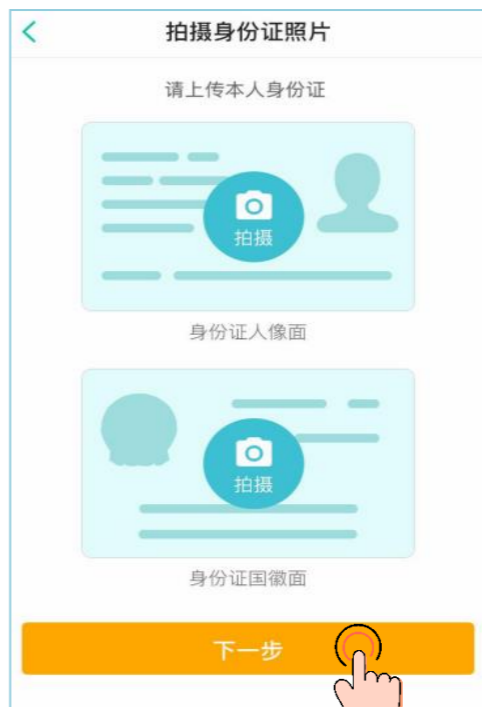 拍摄身份证照片
请上传本人身份证
拍摄
身份证人像面
拍摄
身份证国徽面
下一步